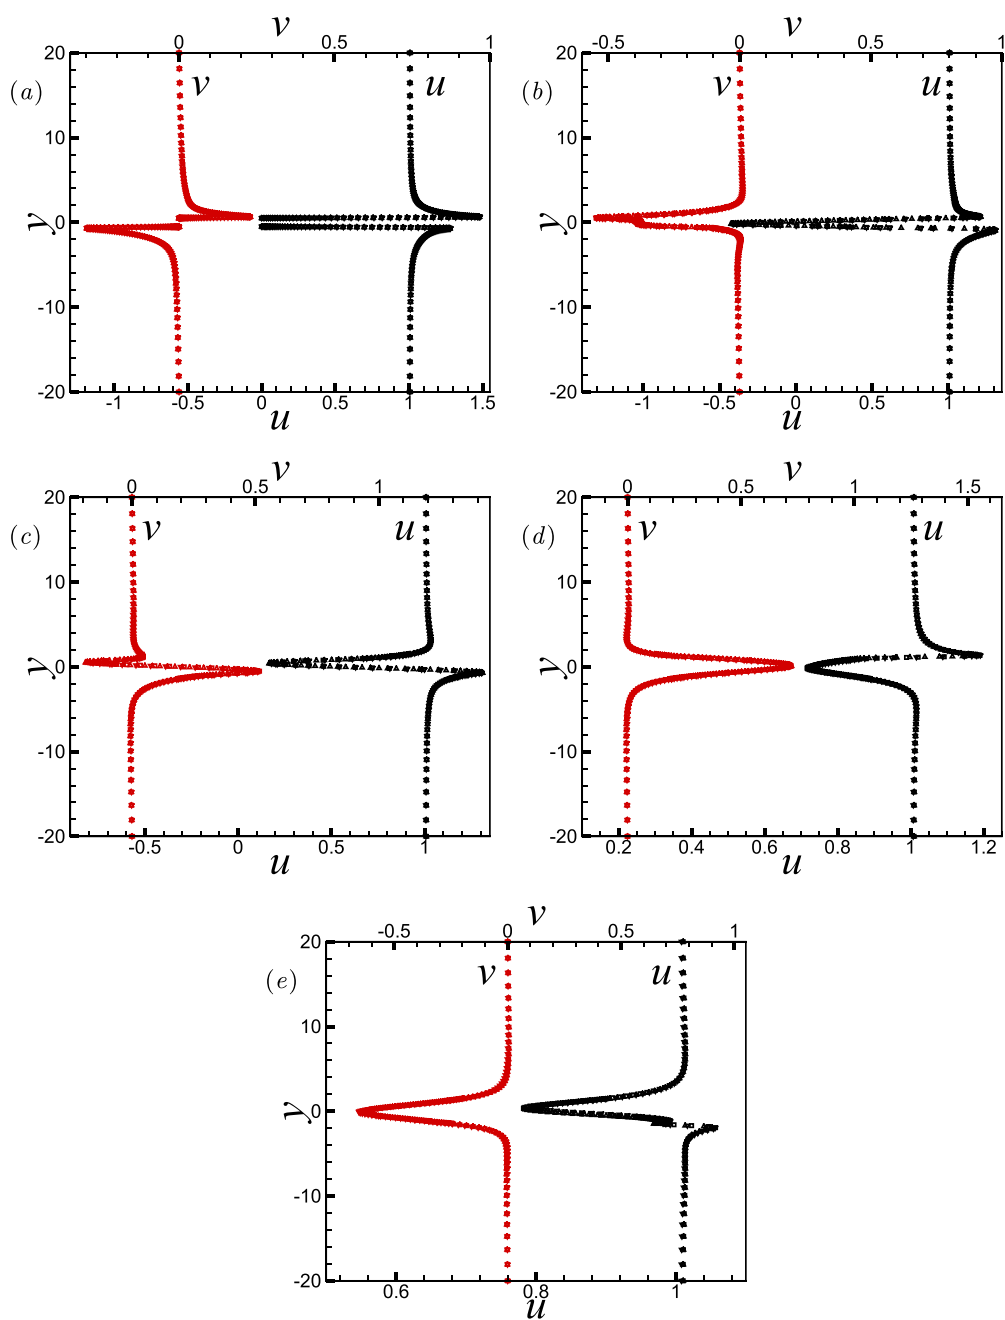 v v
0 0.5 1 -0.5 0 0.5 1
20 20
(a) v u (b) v u
10 10
y 0 y 0
-10 -10
-20 -20
-1 -0.5 0 0.5 1 1.5 -1 -0.5 0 0.5 1
u u
v v
0 0.5 1 0 0.5 1 1.5
20 20
(c) v u (d) v u
10 10
y 0 y 0
-10 -10
-20 -20
-0.5 0 0.5 1 0.2 0.4 0.6 0.8 1 1.2
u u
v
-0.5 0 0.5 1
20
(e) v u
10
y 0
-10
-20
0.6 0.8 1
u